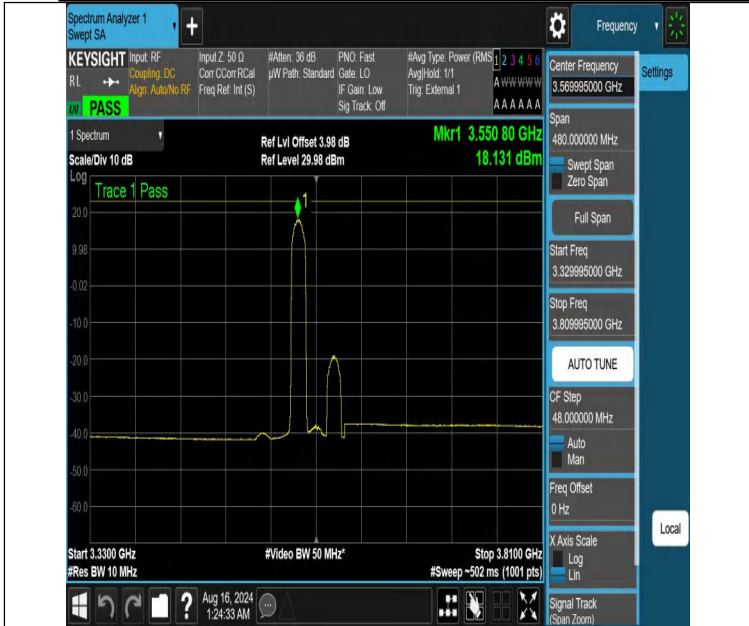 Spectrum Analyzer 1
Swept SA
+
Frequency
KEYSIGHT
RL
PASS
Input: RF
Coupling: DC
Align: Auto/No RF
Input Z: 50 Ω
Corr CCorr RCal
Freq Ref: Int (S)
#Atten: 36 dB
µW Path: Standard
PNO: Fast
Gate: LO
IF Gain: Low
Sig Track: Off
#Avg Type: Power (RMS
Avg|Hold: 1/1
Trig: External 1
1 2 3 4 5 6
A W W W W W
A A A A A A
1 Spectrum
Scale/Div 10 dB
Log
Ref Lvl Offset 3.98 dB
Ref Level 29.98 dBm
Mkr1 3.550 80 GHz
18.131 dBm
Trace 1 Pass
1
20.0
9.98
-0.02
-10.0
-20.0
-30.0
-40.0
-50.0
-60.0
Start 3.3300 GHz
#Res BW 10 MHz
#Video BW 50 MHz*
Stop 3.8100 GHz
#Sweep ~502 ms (1001 pts)
Aug 16, 2024
1:24:33 AM
?
Center Frequency
3.569995000 GHz
Settings
Span
480.000000 MHz
Swept Span
Zero Span
Full Span
Start Freq
3.329995000 GHz
Stop Freq
3.809995000 GHz
AUTO TUNE
CF Step
48.000000 MHz
Auto
Man
Freq Offset
0 Hz
X Axis Scale
Log
Lin
Local
Signal Track
(Span Zoom)